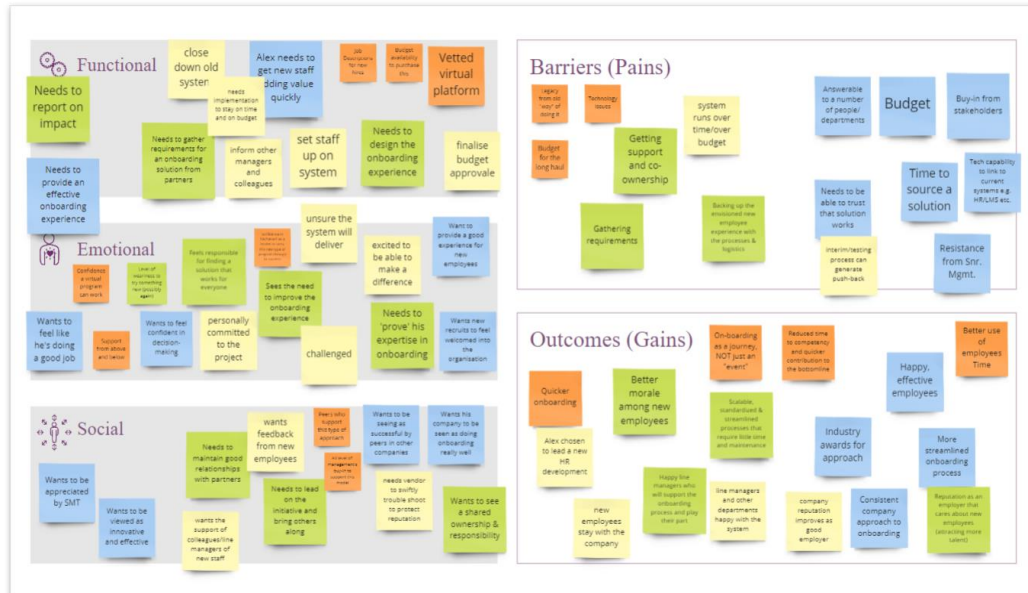 Functional
Needs to
report on
impact
close
down old
system
needs
implementation
to stay on time
and on budget
Alex needs to
get new staff
adding value
quickly
Job
Descriptions
for new
hires
Budget
availability
to purchase
this
Vetted
virtual
platform
Needs to gather
requirements for
an onboarding
solution from
partners
inform other
managers and
colleagues
set staff
up on
system
Needs to
design the
onboarding
experience
finalise
budget
approvale
Needs to
provide an
effective
onboarding
experience
Emotional
Confidence
a virtual
program
can work
Feels responsible
for finding a
solution that
works for
everyone
unsure the
system will
deliver
excited to
be able to
make a
difference
Wants to
provide a good
experience for
new
employees
Sees the need
to improve the
onboarding
experience
Wants to
feel like
he's doing
a good job
Support
from above
and below
Wants to feel
confident in
decision-
making
personally
committed to
the project
challenged
Needs to
'prove' his
expertise in
onboarding
Wants new
recruits to feel
welcomed into
the
organisation
Social
Wants to be
appreciated
by SMT
Wants to
be viewed as
innovative
and effective
Needs to
maintain good
relationships
with partners
wants
feedback
from new
employees
Peers who
support
this type of
approach
Wants to be
seeing as
successful by
peers in other
companies
Wants his
company to be
seen as doing
onboarding
really well
wants the
support of
colleagues/line
managers of
new staff
Needs to lead
on the
initiative and
bring others
along
needs vendor
to swiftly
trouble shoot
to protect
reputation
Wants to see
a shared
ownership &
responsibility
Barriers (Pains)
Legacy
from old
"way" of
doing it
Technology
issues
Budget
for the
long haul
Getting
support and co-
ownership
system
runs over
time/over
budget
Gathering
requirements
Backing up the
envisioned new
employee
experience with
the processes &
logistics
Answerable
to a number
of people/
departments
Budget
Buy-in from
stakeholders
Needs to be
able to trust
that solution
works
Time to
source a
solution
Tech capability
to link to
current
systems e.g.
HR/LMS etc.
interim/testing
process can
generate
push-back
Resistance
from Snr.
Mgmt.
Outcomes (Gains)
Quicker
onboarding
Better
morale
among new
employees
On-boarding
as a journey,
NOT just an
"event"
Reduced time to
competency and
quicker
contribution to
the bottomline
Happy,
effective
employees
Better use
of
employees
Time
Alex chosen
to lead a new
HR
development
Scalable,
standardised &
streamlined
processes that
require little time
and maintenance
Industry
awards for
approach
More
streamlined
onboarding
process
new
employees
stay with the
company
Happy line
managers who
will support the
onboarding
process and play
their part
line managers
and other
departments
happy with the
system
company
reputation
improves as
good
employer
Consistent
company
approach to
onboarding
Reputation as an
employer that
cares about new
employees
(attracting more
talent)